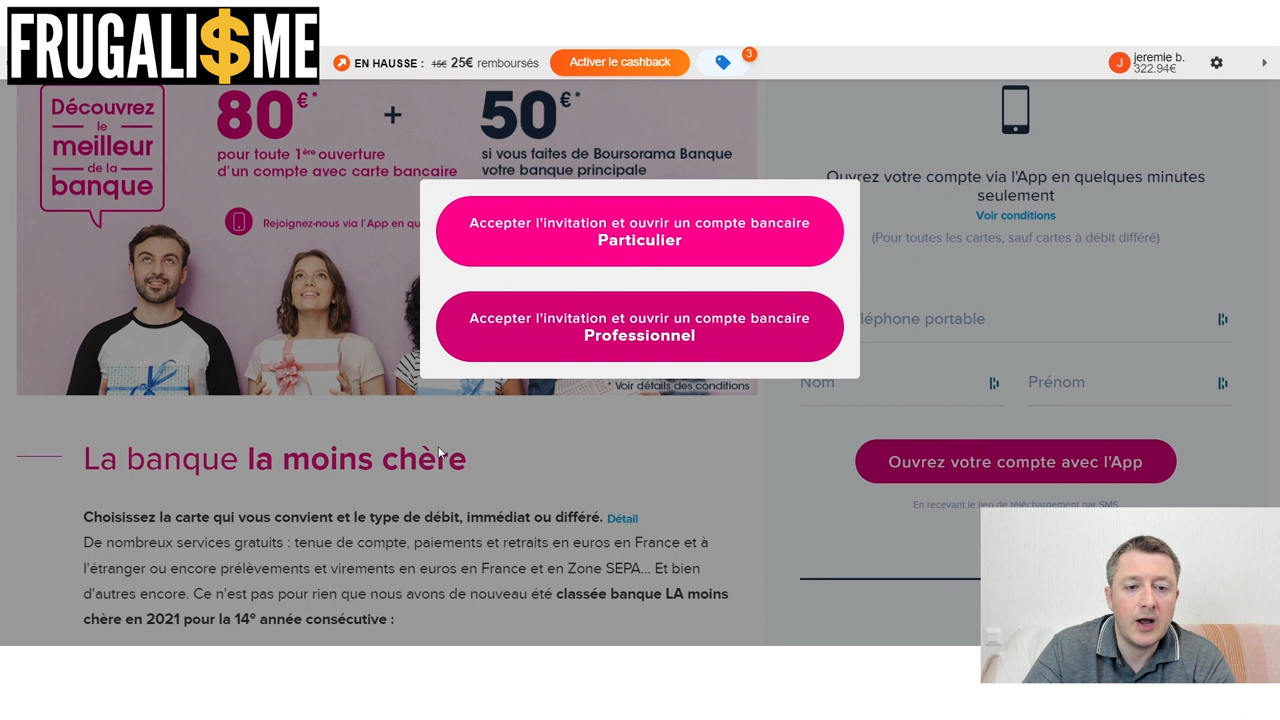 FRUGALI$ME
EN HAUSSE : 15€ 25€ remboursés
Activer le cashback
3
J
jeremie b.
322.94€
Découvrez
le
meilleur
de la
banque
80€*
pour toute 1ère ouverture
d'un compte avec carte bancaire
+
50€*
si vous faites de Boursorama Banque
votre banque principale
Rejoignez-nous via l'App en qu
* Voir détails des conditions
Accepter l'invitation et ouvrir un compte bancaire
Particulier
Accepter l'invitation et ouvrir un compte bancaire
Professionnel
Ouvrez votre compte via l'App en quelques minutes
seulement
Voir conditions
(Pour toutes les cartes, sauf cartes à débit différé)
léphone portable
Nom
Prénom
Ouvrez votre compte avec l'App
En recevant le lien de téléchargement par SMS
La banque la moins chère
Choisissez la carte qui vous convient et le type de débit, immédiat ou différé. Détail
De nombreux services gratuits : tenue de compte, paiements et retraits en euros en France et à
l'étranger ou encore prélèvements et virements en euros en France et en Zone SEPA... Et bien
d'autres encore. Ce n'est pas pour rien que nous avons de nouveau été classée banque LA moins
chère en 2021 pour la 14e année consécutive :